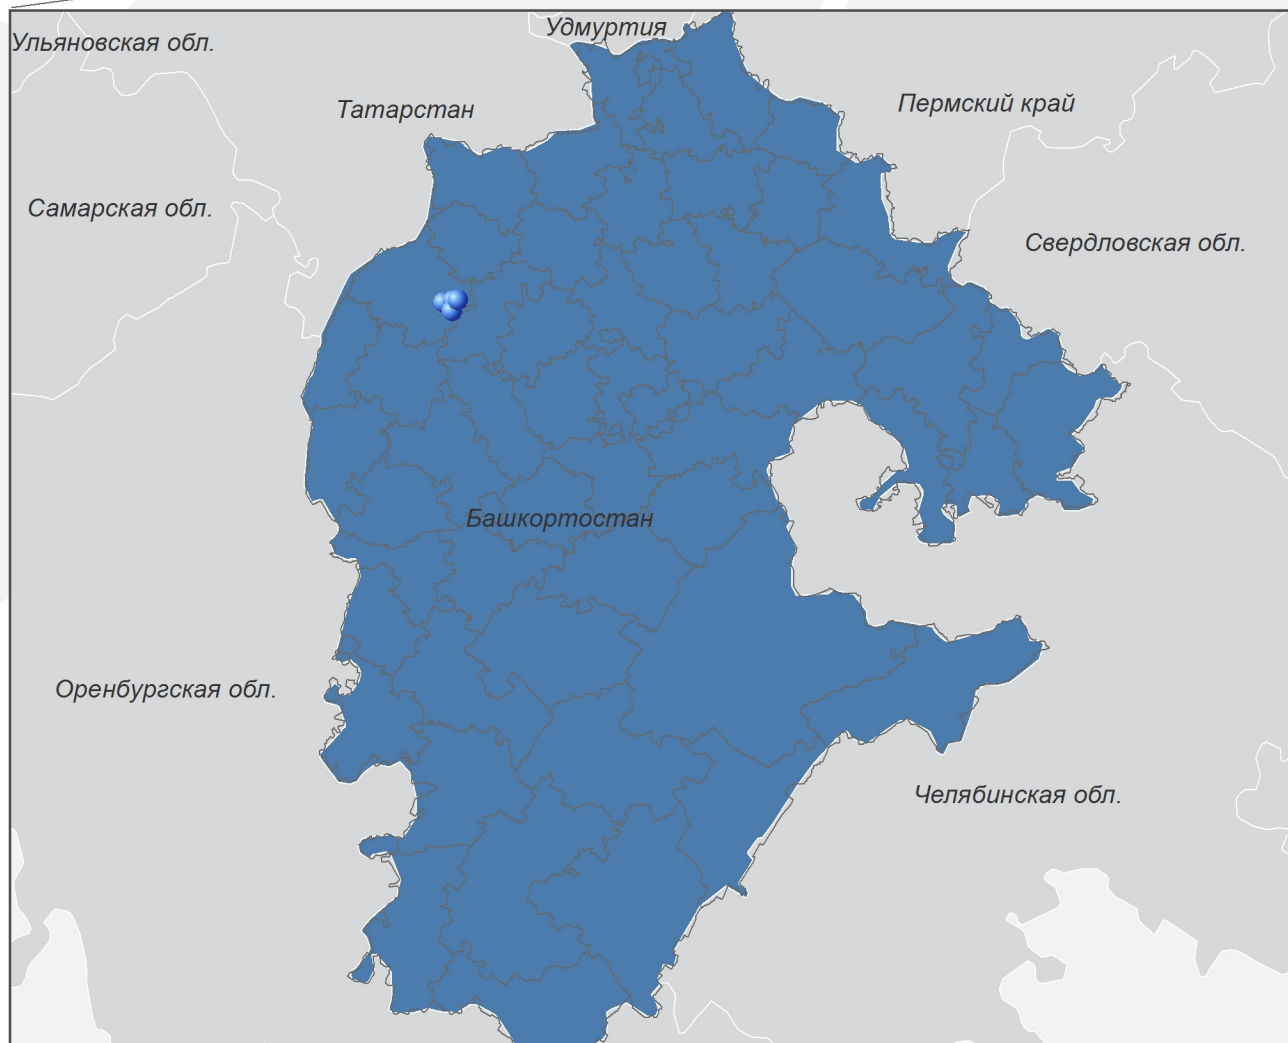 Удмуртия
Ульяновская обл.
Татарстан
Пермский край
Самарская обл.
Свердловская обл.
Башкортостан
Оренбургская обл.
Челябинская обл.